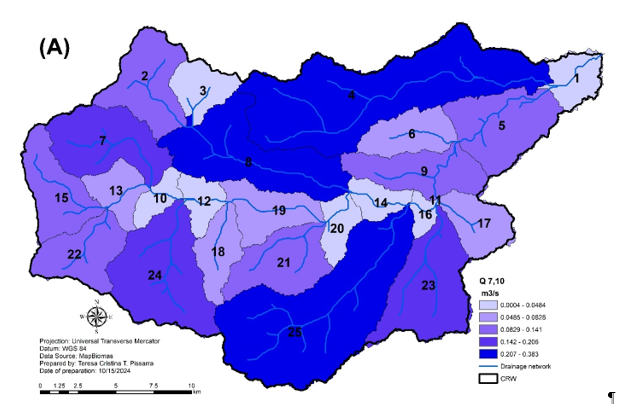 (A)
1
2
3
4
5
6
7
8
9
10
11
12
13
14
15
16
17
18
19
20
21
22
23
24
25
N
W
E
S
Projection: Universal Transverse Mercator
Datum: WGS 84
Data Source: MapBiomas
Prepared by: Teresa Cristina T. Pissarra
Date of preparation: 10/15/2024
0 1.25 2.5 5 7.5 10
km
Q 7,10
m3/s
0.0004 - 0.0484
0.0485 - 0.0828
0.0829 - 0.141
0.142 - 0.206
0.207 - 0.383
Drainage network
CRW
¶